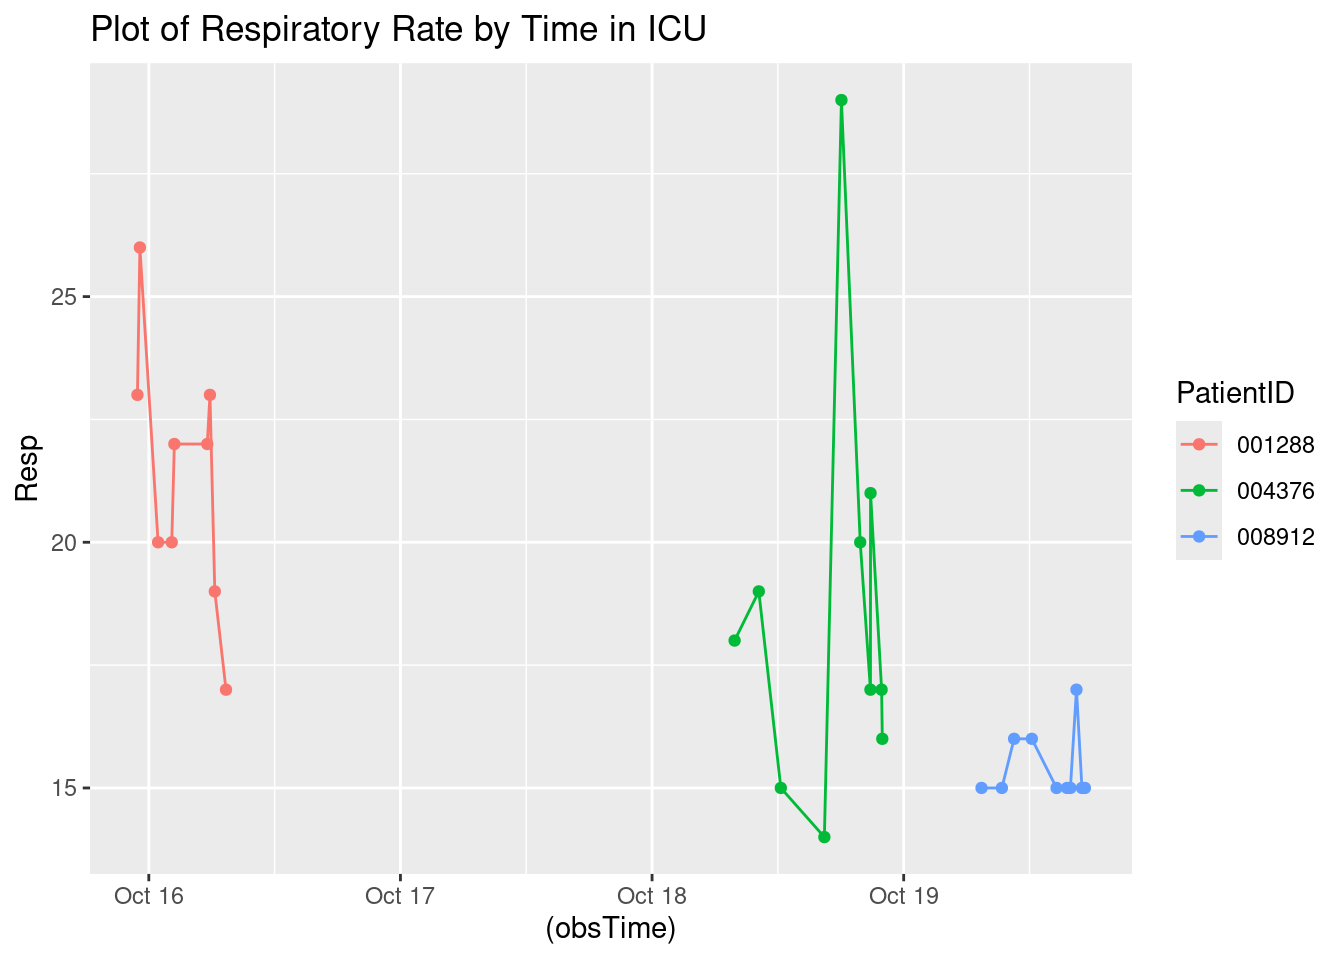 Plot of Respiratory Rate by Time in ICU
Resp
25
20
15
Oct 16 Oct 17 Oct 18 Oct 19
(obsTime)
PatientID
001288
004376
008912